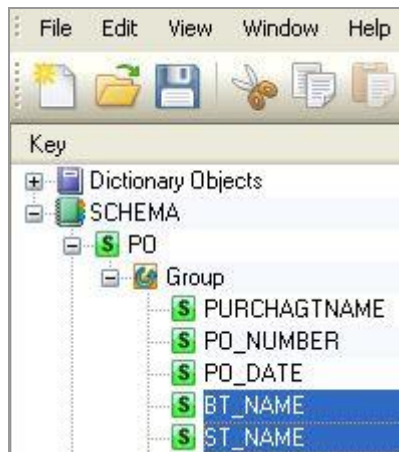 File Edit View Window Help
Key
Dictionary Objects
SCHEMA
S PO
Group
S PURCHAGTNAME
S PO_NUMBER
S PO_DATE
S BT_NAME
S ST_NAME